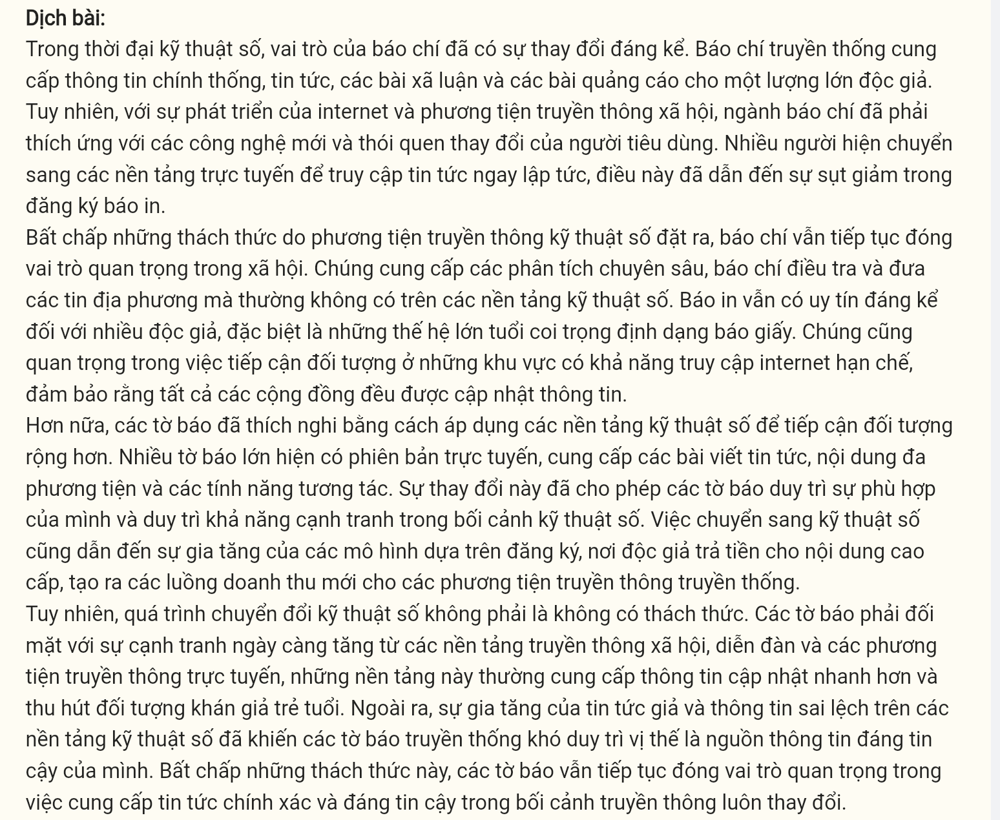 Dịch bài:
Trong thời đại kỹ thuật số, vai trò của báo chí đã có sự thay đổi đáng kể. Báo chí truyền thống cung
cấp thông tin chính thống, tin tức, các bài xã luận và các bài quảng cáo cho một lượng lớn độc giả.
Tuy nhiên, với sự phát triển của internet và phương tiện truyền thông xã hội, ngành báo chí đã phải
thích ứng với các công nghệ mới và thói quen thay đổi của người tiêu dùng. Nhiều người hiện chuyển
sang các nền tảng trực tuyến để truy cập tin tức ngay lập tức, điều này đã dẫn đến sự sụt giảm trong
đăng ký báo in.
Bất chấp những thách thức do phương tiện truyền thông kỹ thuật số đặt ra, báo chí vẫn tiếp tục đóng
vai trò quan trọng trong xã hội. Chúng cung cấp các phân tích chuyên sâu, báo chí điều tra và đưa
các tin địa phương mà thường không có trên các nền tảng kỹ thuật số. Báo in vẫn có uy tín đáng kể
đối với nhiều độc giả, đặc biệt là những thế hệ lớn tuổi coi trọng định dạng báo giấy. Chúng cũng
quan trọng trong việc tiếp cận đối tượng ở những khu vực có khả năng truy cập internet hạn chế,
đảm bảo rằng tất cả các cộng đồng đều được cập nhật thông tin.
Hơn nữa, các tờ báo đã thích nghi bằng cách áp dụng các nền tảng kỹ thuật số để tiếp cận đối tượng
rộng hơn. Nhiều tờ báo lớn hiện có phiên bản trực tuyến, cung cấp các bài viết tin tức, nội dung đa
phương tiện và các tính năng tương tác. Sự thay đổi này đã cho phép các tờ báo duy trì sự phù hợp
của mình và duy trì khả năng cạnh tranh trong bối cảnh kỹ thuật số. Việc chuyển sang kỹ thuật số
cũng dẫn đến sự gia tăng của các mô hình dựa trên đăng ký, nơi độc giả trả tiền cho nội dung cao
cấp, tạo ra các luồng doanh thu mới cho các phương tiện truyền thông truyền thống.
Tuy nhiên, quá trình chuyển đổi kỹ thuật số không phải là không có thách thức. Các tờ báo phải đối
mặt với sự cạnh tranh ngày càng tăng từ các nền tảng truyền thông xã hội, diễn đàn và các phương
tiện truyền thông trực tuyến, những nền tảng này thường cung cấp thông tin cập nhật nhanh hơn và
thu hút đối tượng khán giả trẻ tuổi. Ngoài ra, sự gia tăng của tin tức giả và thông tin sai lệch trên các
nền tảng kỹ thuật số đã khiến các tờ báo truyền thống khó duy trì vị thế là nguồn thông tin đáng tin
cậy của mình. Bất chấp những thách thức này, các tờ báo vẫn tiếp tục đóng vai trò quan trọng trong
việc cung cấp tin tức chính xác và đáng tin cậy trong bối cảnh truyền thông luôn thay đổi.